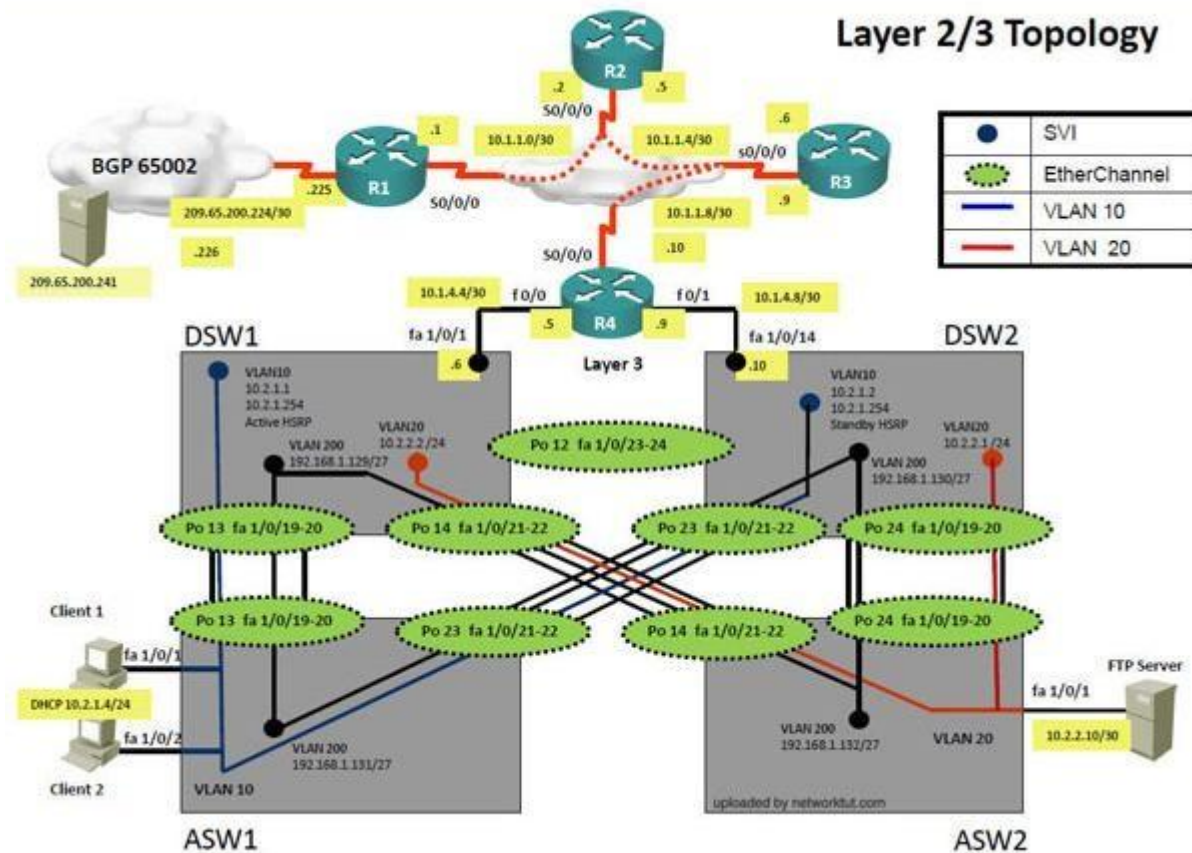 Layer 2/3 Topology
R2
.2
.5
S0/0/0
.1
10.1.1.0/30
10.1.1.4/30
.6
s0/0/0
R3
.9
BGP 65002
R1
.225
S0/0/0
209.65.200.224/30
.226
209.65.200.241
10.1.1.8/30
.10
S0/0/0
SVI
EtherChannel
VLAN 10
VLAN 20
10.1.4.4/30
f 0/0
f 0/1
10.1.4.8/30
.5
R4
.9
Layer 3
DSW1
fa 1/0/1
.6
fa 1/0/14
DSW2
.10
VLAN10
10.2.1.1
10.2.1.254
Active HSRP
VLAN 200
192.168.1.129/27
VLAN20
10.2.2.2 /24
Po 12 fa 1/0/23-24
VLAN10
10.2.1.2
10.2.1.254
Standby HSRP
VLAN 200
192.168.1.130/27
VLAN20
10.2.2.1 /24
Po 13 fa 1/0/19-20
Po 14 fa 1/0/21-22
Po 23 fa 1/0/21-22
Po 24 fa 1/0/19-20
Po 13 fa 1/0/19-20
Po 23 fa 1/0/21-22
Po 14 fa 1/0/21-22
Po 24 fa 1/0/19-20
Client 1
fa 1/0/1
DHCP 10.2.1.4/24
fa 1/0/2
Client 2
VLAN 200
192.168.1.131/27
VLAN 10
ASW1
VLAN 200
192.168.1.132/27
VLAN 20
FTP Server
fa 1/0/1
10.2.2.10/30
uploaded by networktut.com
ASW2